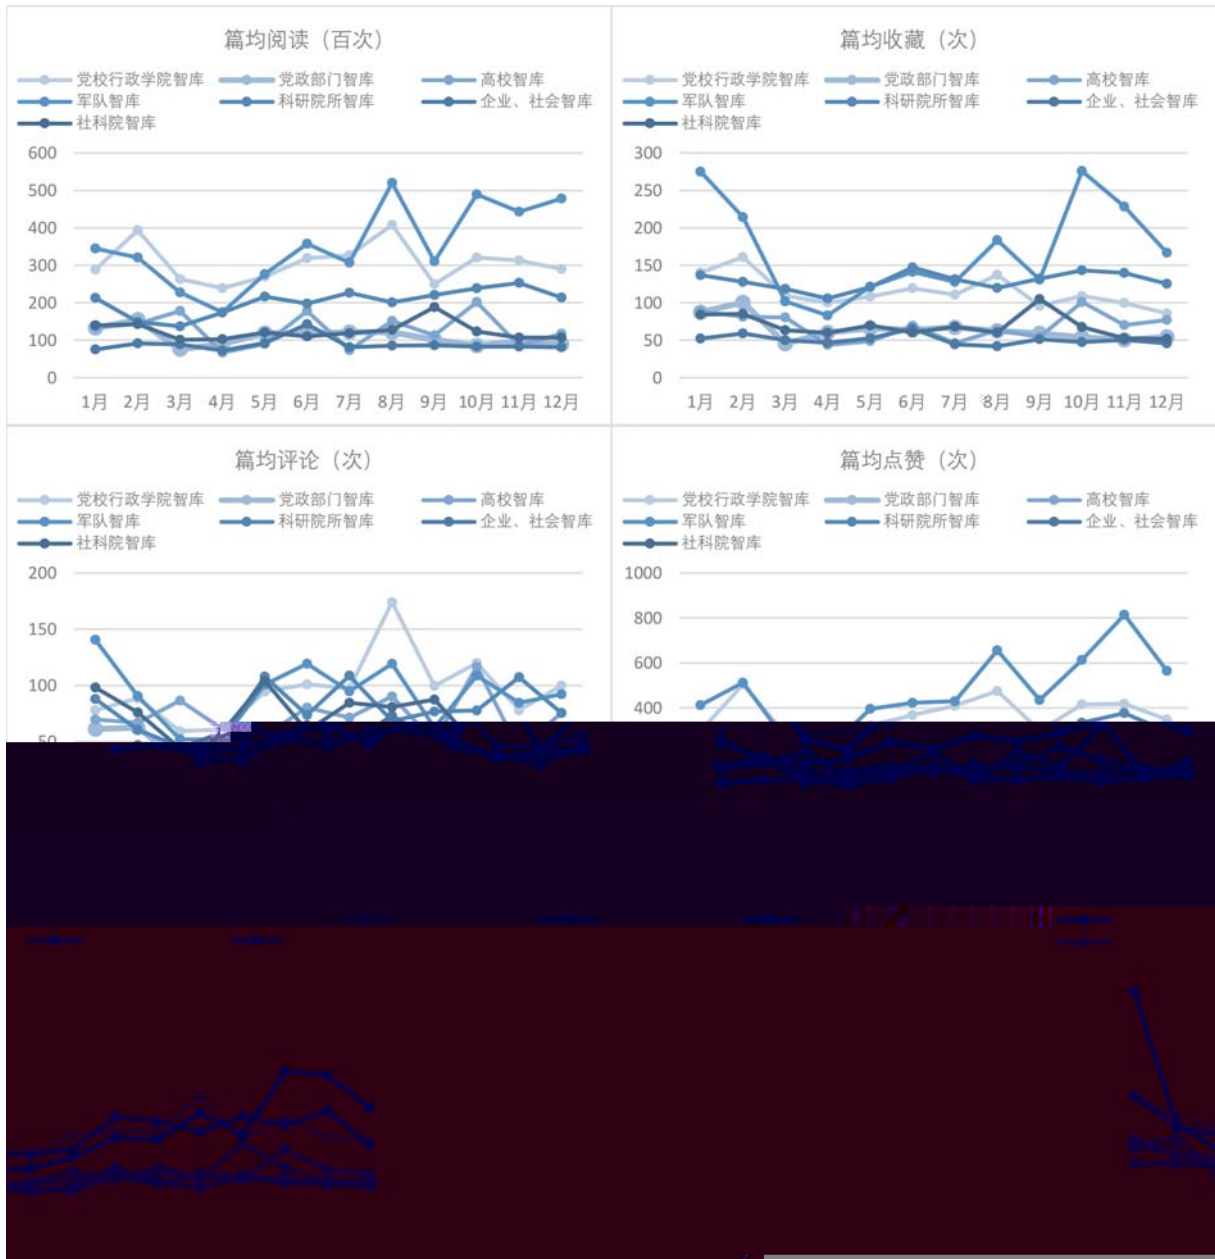 篇均阅读（百次）
党校行政学院智库 党政部门智库 高校智库
军队智库 科研院所智库 企业、社会智库
社科院智库
600
500
400
300
200
100
0
1月 2月 3月 4月 5月 6月 7月 8月 9月 10月 11月 12月
篇均收藏（次）
党校行政学院智库 党政部门智库 高校智库
军队智库 科研院所智库 企业、社会智库
社科院智库
300
250
200
150
100
50
0
1月 2月 3月 4月 5月 6月 7月 8月 9月 10月 11月 12月
篇均评论（次）
党校行政学院智库 党政部门智库 高校智库
军队智库 科研院所智库 企业、社会智库
社科院智库
200
150
100
50
篇均点赞（次）
党校行政学院智库 党政部门智库 高校智库
军队智库 科研院所智库 企业、社会智库
社科院智库
1000
800
600
400